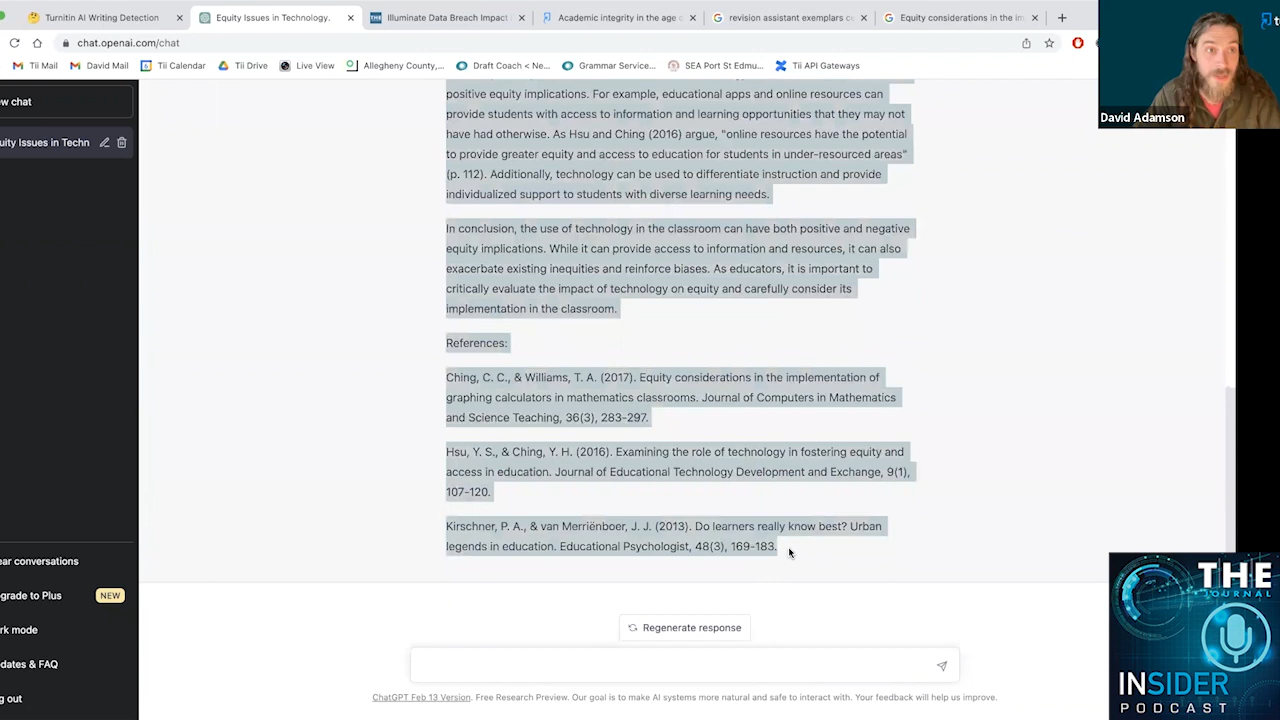 Turnitin AI Writing Detection
Equity Issues in Technology.
Illuminate Data Breach Impact
Academic integrity in the age
revision assistant exemplars
Equity considerations in the
chat.openai.com/chat
Tii Mail
David Mail
Tii Calendar
Tii Drive
Live View
Allegheny County,...
Draft Coach < Ne...
Grammar Service...
SEA Port St Edmu...
Tii API Gateways
David Adamson
ew chat
quity Issues in Techn
positive equity implications. For example, educational apps and online resources can
provide students with access to information and learning opportunities that they may not
have had otherwise. As Hsu and Ching (2016) argue, "online resources have the potential
to provide greater equity and access to education for students in under-resourced areas"
(p. 112). Additionally, technology can be used to differentiate instruction and provide
individualized support to students with diverse learning needs.
In conclusion, the use of technology in the classroom can have both positive and negative
equity implications. While it can provide access to information and resources, it can also
exacerbate existing inequities and reinforce biases. As educators, it is important to
critically evaluate the impact of technology on equity and carefully consider its
implementation in the classroom.
References:
Ching, C. C., & Williams, T. A. (2017). Equity considerations in the implementation of
graphing calculators in mathematics classrooms. Journal of Computers in Mathematics
and Science Teaching, 36(3), 283-297.
Hsu, Y. S., & Ching, Y. H. (2016). Examining the role of technology in fostering equity and
access in education. Journal of Educational Technology Development and Exchange, 9(1),
107-120.
Kirschner, P. A., & van Merriënboer, J. J. (2013). Do learners really know best? Urban
legends in education. Educational Psychologist, 48(3), 169-183.
ear conversations
pgrade to Plus
NEW
rk mode
dates & FAQ
g out
Regenerate response
ChatGPT Feb 13 Version. Free Research Preview. Our goal is to make AI systems more natural and safe to interact with. Your feedback will help us improve.
THE
JOURNAL
INSIDER
PODCAST